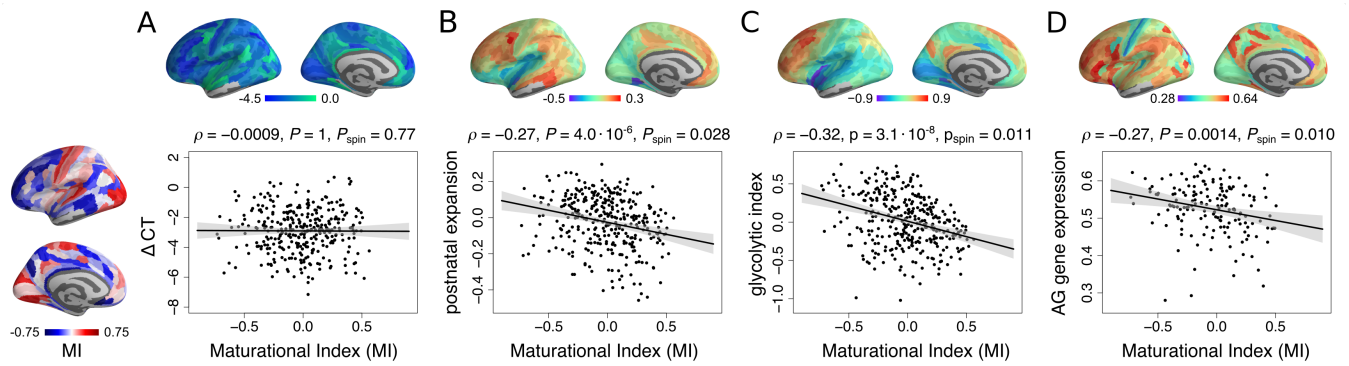 A
B
C
D
-4.5 0.0
-0.5 0.3
−0.9 0.9
0.28 0.64
ρ = −0.0009, P = 1, Pspin = 0.77
ρ = −0.27, P = 4.0 · 10-6, Pspin = 0.028
ρ = −0.32, p = 3.1 · 10-8, pspin = 0.011
ρ = −0.27, P = 0.0014, Pspin = 0.010
-0.75 0.75
MI
ΔCT
2
0
−2
−4
−6
−8
−0.5 0.0 0.5
Maturational Index (MI)
postnatal expansion
0.2
0.0
−0.2
−0.4
−0.5 0.0 0.5
Maturational Index (MI)
glycolytic index
0.5
0.0
−0.5
−1.0
−0.5 0.0 0.5
Maturational Index (MI)
AG gene expression
0.6
0.5
0.4
0.3
−0.5 0.0 0.5
Maturational Index (MI)